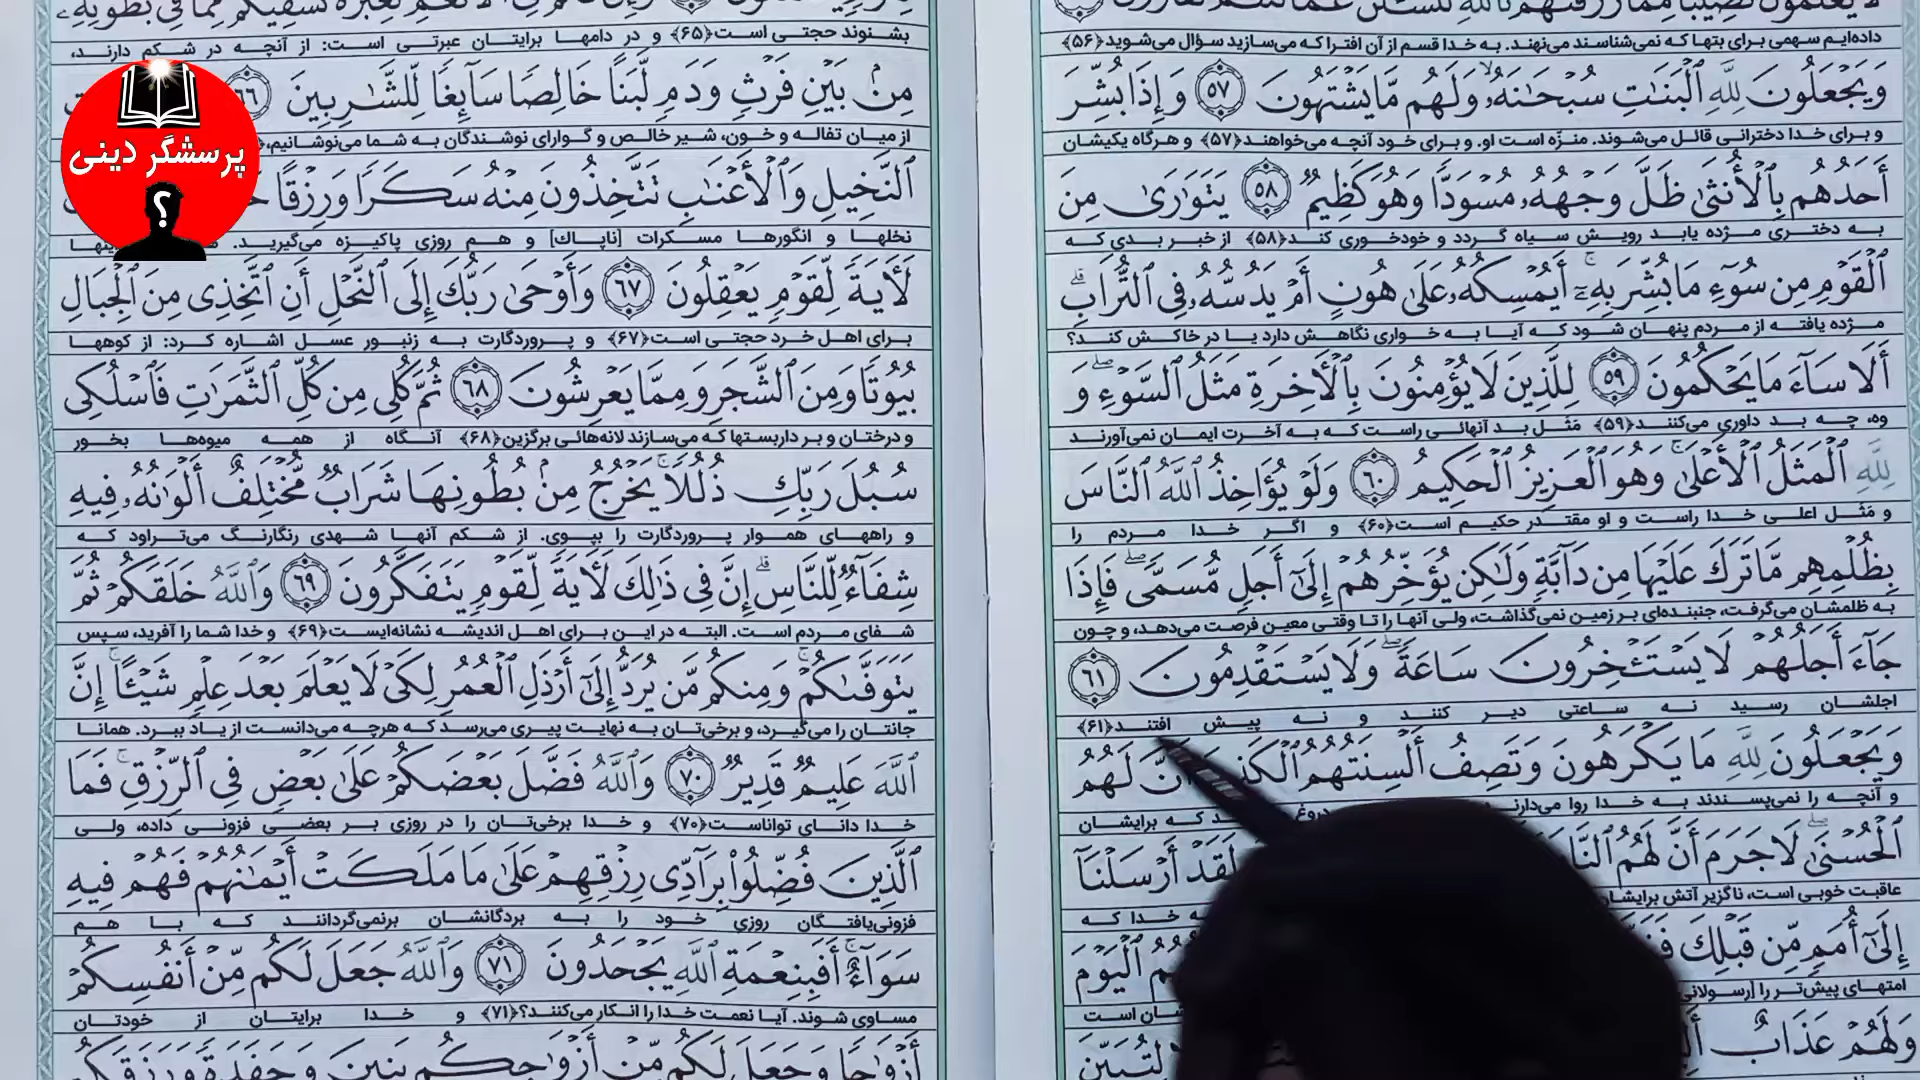 داده‌ایم سهمی برای بتها که نمی‌شناسند می‌نهند. به خدا قسم از آن افترا که می‌سازید سؤال می‌شوید﴿۵۶﴾
وَيَجْعَلُونَ لِلَّهِ ٱلْبَنَٰتِ سُبْحَٰنَهُۥ وَلَهُم مَّا يَشْتَهُونَ ٥٧ وَإِذَا بُشِّرَ
و برای خدا دخترانی قائل می‌شوند. منزّه است او. و برای خود آنچه می‌خواهند﴿۵۷﴾ و هرگاه یکیشان
أَحَدُهُم بِٱلْأُنثَىٰ ظَلَّ وَجْهُهُۥ مُسْوَدًّا وَهُوَ كَظِيمٌ ٥٨ يَتَوَٰرَىٰ مِنَ
به دختری مژده یابد رویش سیاه گردد و خودخوری کند﴿۵۸﴾ از خبر بدی که
ٱلْقَوْمِ مِن سُوٓءِ مَا بُشِّرَ بِهِۦٓ ۚ أَيُمْسِكُهُۥ عَلَىٰ هُونٍ أَمْ يَدُسُّهُۥ فِى ٱلتُّرَابِ ۗ
مژده یافته از مردم پنهان شود که آیا به خواری نگاهش دارد یا در خاکش کند؟
أَلَا سَآءَ مَا يَحْكُمُونَ ٥٩ لِلَّذِينَ لَا يُؤْمِنُونَ بِٱلْأَخِرَةِ مَثَلُ ٱلسَّوْءِ ۖ وَ
وه، چه بد داوری می‌کنند﴿۵۹﴾ مَثَل بد آنهائی راست که به آخرت ایمان نمی‌آورند
لِلَّهِ ٱلْمَثَلُ ٱلْأَعْلَىٰ ۚ وَهُوَ ٱلْعَزِيزُ ٱلْحَكِيمُ ٦٠ وَلَوْ يُؤَاخِذُ ٱللَّهُ ٱلنَّاسَ
و مَثَل اعلی خدا راست و او مقتدر حکیم است﴿۶۰﴾ و اگر خدا مردم را
بِظُلْمِهِم مَّا تَرَكَ عَلَيْهَا مِن دَآبَّةٍ وَلَٰكِن يُؤَخِّرُهُمْ إِلَىٰٓ أَجَلٍ مُّسَمًّى ۖ فَإِذَا
به ظلمشان می‌گرفت، جنبنده‌ای بر زمین نمی‌گذاشت، ولی آنها را تا وقتی معین فرصت می‌دهد، و چون
جَآءَ أَجَلُهُمْ لَا يَسْتَـْٔخِرُونَ سَاعَةً ۖ وَلَا يَسْتَقْدِمُونَ ٦١
اجلشان رسید نه ساعتی دیر کنند و نه پیش افتند﴿۶۱﴾
وَيَجْعَلُونَ لِلَّهِ مَا يَكْرَهُونَ وَتَصِفُ أَلْسِنَتُهُمُ أَنَّ لَهُمُ
و آنچه را نمی‌پسندند به خدا روا می‌دارند دروغ که برایشان
ٱلْحُسْنَىٰ ۖ لَا جَرَمَ أَنَّ لَهُمُ لَقَدْ أَرْسَلْنَآ
عاقبت خوبی است، ناگزیر آتش برایشان خدا که
إِلَىٰٓ أُمَمٍ مِّن قَبْلِكَ ٱلْيَوْمَ
امتهای پیش‌تر را است
وَلَهُمْ عَذَابٌ لِتُبَيِّنَ
بشنوند حجتی است﴿۶۵﴾ و در دامها برایتان عبرتی است: از آنچه در شکم دارند،
مِنۢ بَيْنِ فَرْثٍ وَدَمٍ لَّبَنًا خَالِصًا سَآئِغًا لِّلشَّٰرِبِينَ ٦٦
از میان تفاله و خون، شیر خالص و گوارای نوشندگان به شما می‌نوشانیم،
ٱلنَّخِيلِ وَٱلْأَعْنَٰبِ تَتَّخِذُونَ مِنْهُ سَكَرًا وَرِزْقًا
نخلها و انگورها مسکرات [ناپاك] و هم روزی پاکیزه می‌گیرید.
لَأَيَةً لِّقَوْمٍ يَعْقِلُونَ ٦٧ وَأَوْحَىٰ رَبُّكَ إِلَى ٱلنَّحْلِ أَنِ ٱتَّخِذِى مِنَ ٱلْجِبَالِ
برای اهل خرد حجتی است﴿۶۷﴾ و پروردگارت به زنبور عسل اشاره کرد: از کوهها
بُيُوتًا وَمِنَ ٱلشَّجَرِ وَمِمَّا يَعْرِشُونَ ٦٨ ثُمَّ كُلِى مِن كُلِّ ٱلثَّمَرَٰتِ فَٱسْلُكِى
و درختان و بر داربستها که می‌سازند لانه‌هائی برگزین﴿۶۸﴾ آنگاه از همه میوه‌ها بخور
سُبُلَ رَبِّكِ ذُلُلًا ۚ يَخْرُجُ مِنۢ بُطُونِهَا شَرَابٌ مُّخْتَلِفٌ أَلْوَٰنُهُۥ فِيهِ
و راههای هموار پروردگارت را بپوی. از شکم آنها شهدی رنگارنگ می‌تراود که
شِفَآءٌ لِّلنَّاسِ ۗ إِنَّ فِى ذَٰلِكَ لَأَيَةً لِّقَوْمٍ يَتَفَكَّرُونَ ٦٩ وَٱللَّهُ خَلَقَكُمْ ثُمَّ
شفای مردم است. البته در این برای اهل اندیشه نشانه‌ایست﴿۶۹﴾ و خدا شما را آفرید، سپس
يَتَوَفَّىٰكُمْ ۚ وَمِنكُم مَّن يُرَدُّ إِلَىٰٓ أَرْذَلِ ٱلْعُمُرِ لِكَىْ لَا يَعْلَمَ بَعْدَ عِلْمٍ شَيْـًٔا ۚ إِنَّ
جانتان را می‌گیرد، و برخی‌تان به نهایت پیری می‌رسد که هرچه می‌دانست از یاد ببرد. همانا
ٱللَّهَ عَلِيمٌ قَدِيرٌ ٧٠ وَٱللَّهُ فَضَّلَ بَعْضَكُمْ عَلَىٰ بَعْضٍ فِى ٱلرِّزْقِ ۚ فَمَا
خدا دانای تواناست﴿۷۰﴾ و خدا برخی‌تان را در روزی بر بعضی فزونی داده، ولی
ٱلَّذِينَ فُضِّلُوا۟ بِرَآدِّى رِزْقِهِمْ عَلَىٰ مَا مَلَكَتْ أَيْمَٰنُهُمْ فَهُمْ فِيهِ
فزونی‌یافتگان روزی خود را به بردگانشان برنمی‌گردانند که با هم
سَوَآءٌ ۚ أَفَبِنِعْمَةِ ٱللَّهِ يَجْحَدُونَ ٧١ وَٱللَّهُ جَعَلَ لَكُم مِّنْ أَنفُسِكُمْ
مساوی شوند. آیا نعمت خدا را انکار می‌کنند؟﴿۷۱﴾ و خدا برایتان از خودتان
أَزْوَٰجًا وَجَعَلَ لَكُم مِّنْ أَزْوَٰجِكُم بَنِينَ وَحَفَدَةً وَرَزَقَكُم
پرسشگر دینی
؟